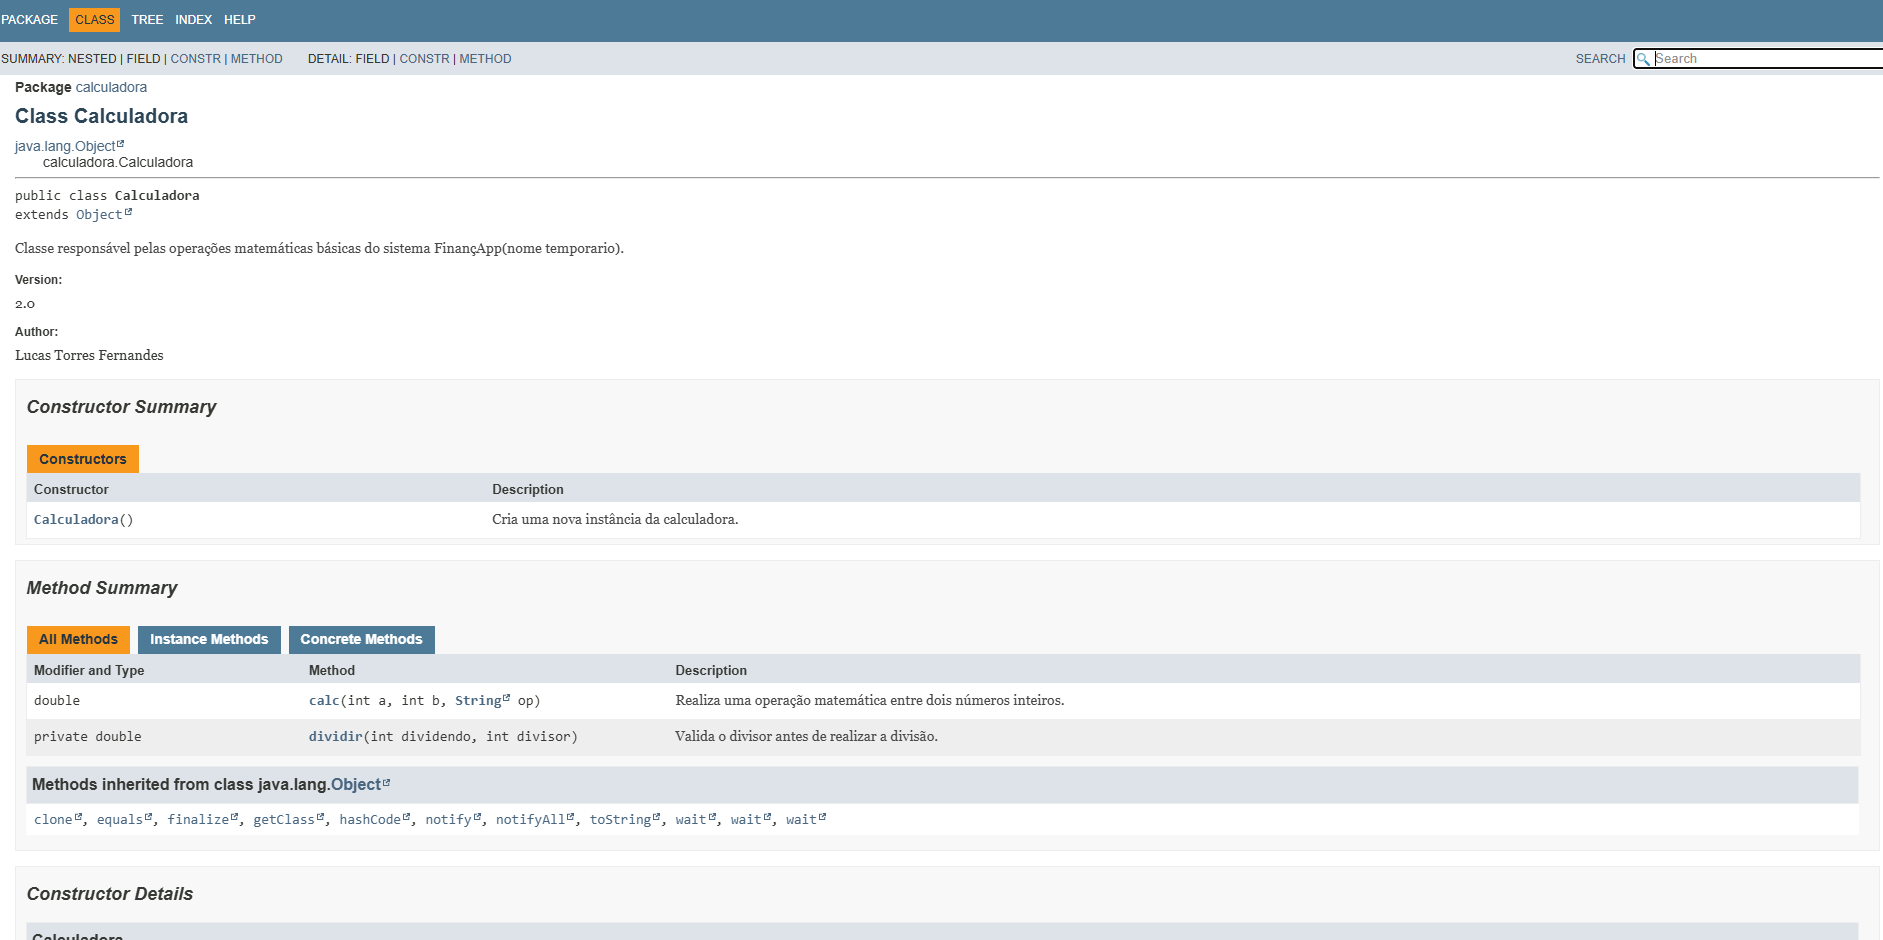 PACKAGE CLASS TREE INDEX HELP
SUMMARY: NESTED | FIELD | CONSTR | METHOD DETAIL: FIELD | CONSTR | METHOD SEARCH Search
Package calculadora
Class Calculadora
java.lang.Object
calculadora.Calculadora
public class Calculadora
extends Object
Classe responsável pelas operações matemáticas básicas do sistema FinançApp(nome temporario).
Version:
2.0
Author:
Lucas Torres Fernandes
Constructor Summary
Constructors
Constructor Description
Calculadora() Cria uma nova instância da calculadora.
Method Summary
All Methods Instance Methods Concrete Methods
Modifier and Type Method Description
double calc(int a, int b, String op) Realiza uma operação matemática entre dois números inteiros.
private double dividir(int dividendo, int divisor) Valida o divisor antes de realizar a divisão.
Methods inherited from class java.lang.Object
clone, equals, finalize, getClass, hashCode, notify, notifyAll, toString, wait, wait, wait
Constructor Details
Calculadora